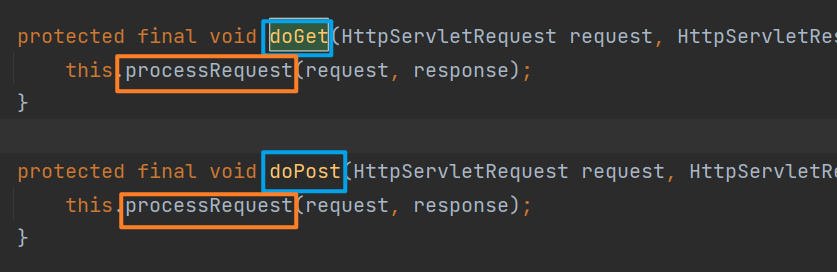 protected final void doGet(HttpServletRequest request, HttpServletRes
this.processRequest(request, response);
}
protected final void doPost(HttpServletRequest request, HttpServletRe
this.processRequest(request, response);
}